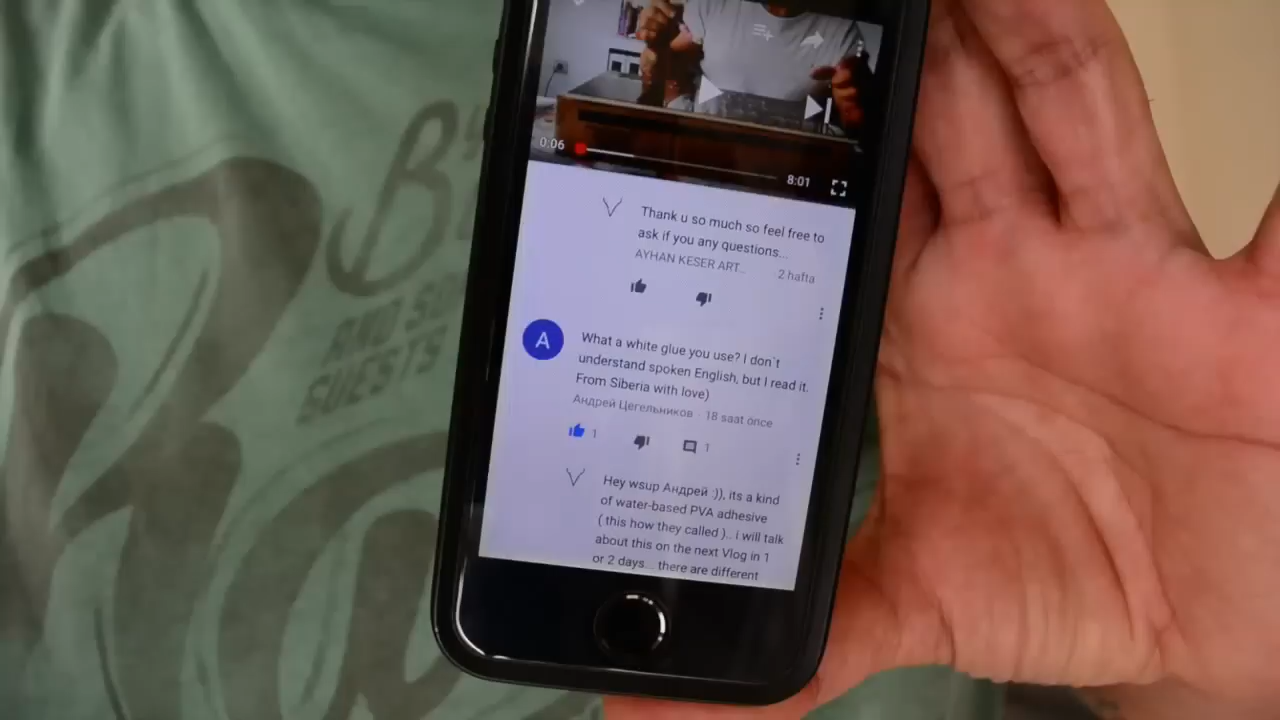 0:06
8:01
Thank u so much so feel free to
ask if you any questions...
AYHAN KESER ART...
2 hafta
A
What a white glue you use? I don`t
understand spoken English, but I read it.
From Siberia with love)
Андрей Цегельников · 18 saat önce
1
1
Hey wsup Андрей :)), its a kind
of water-based PVA adhesive
( this how they called ).. i will talk
about this on the next Vlog in 1
or 2 days... there are different
AND
GUESTS